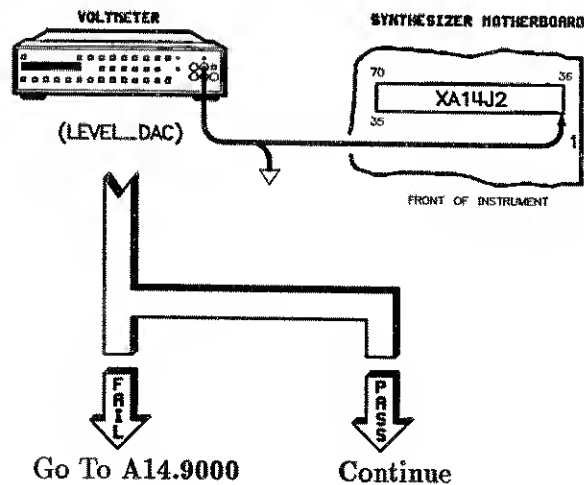 VOLTMETER
SYNTHESIZER MOTHERBOARD
70
36
XA14J2
35
1
(LEVEL_DAC)
FRONT OF INSTRUMENT
FAIL
PASS
Go To A14.9000
Continue